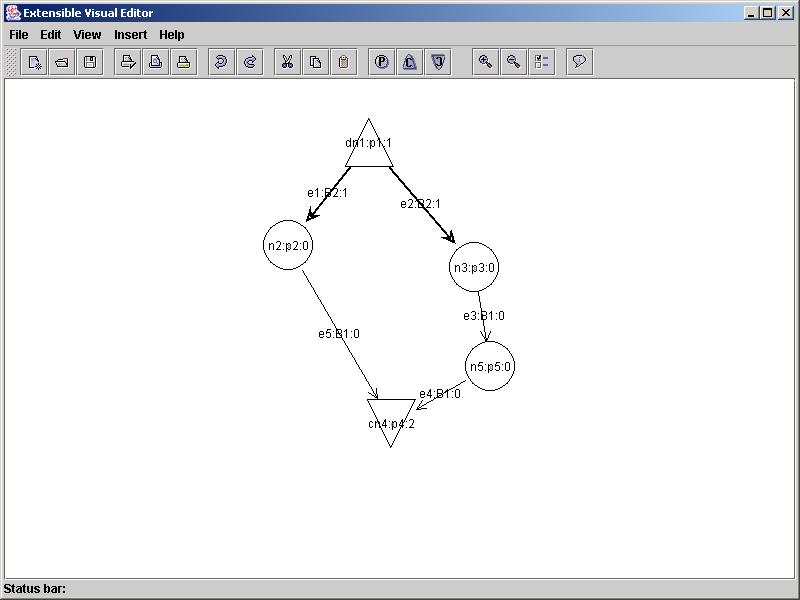 Extensible Visual Editor
File Edit View Insert Help
P C C
dn1:p1:1
e1:B2:1
e2:B2:1
n2:p2:0
n3:p3:0
e3:B1:0
e5:B1:0
n5:p5:0
e4:B1:0
cn4:p4:2
Status bar: